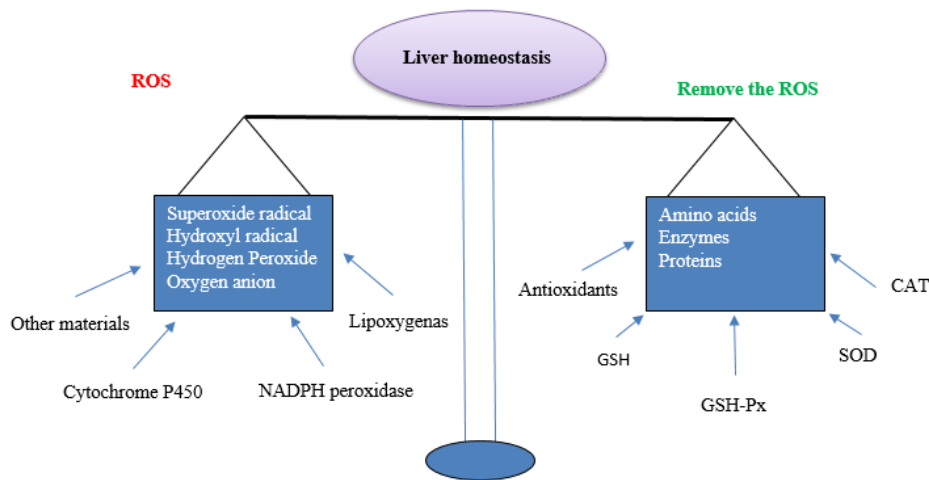 Liver homeostasis
ROS
Remove the ROS
Superoxide radical
Hydroxyl radical
Hydrogen Peroxide
Oxygen anion
Other materials
Cytochrome P450
NADPH peroxidase
Lipoxygenas
Amino acids
Enzymes
Proteins
Antioxidants
GSH
GSH-Px
SOD
CAT